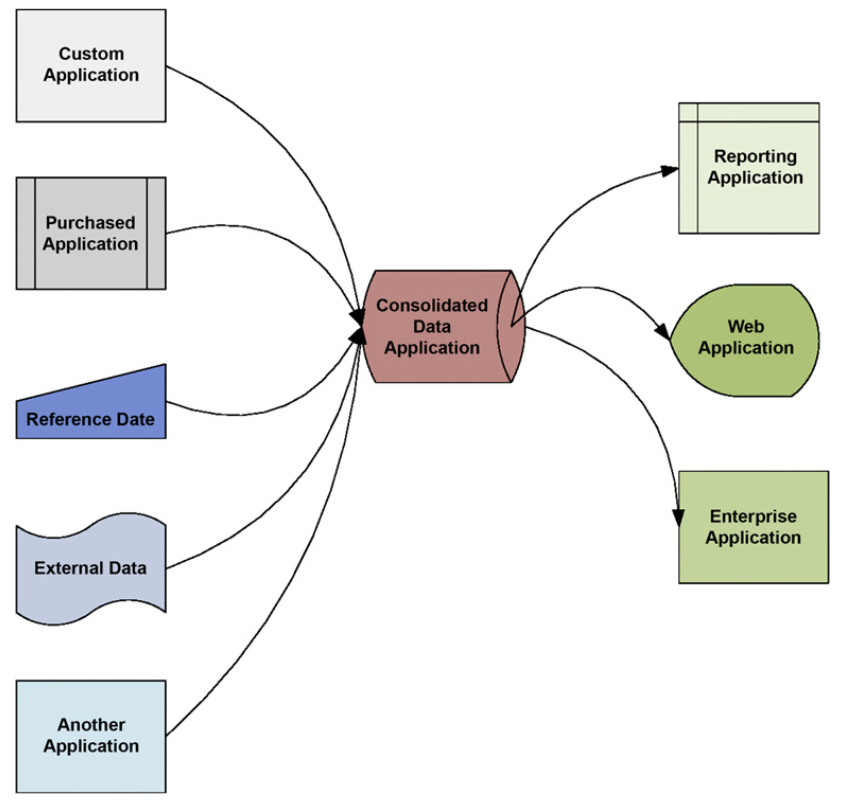 Custom
Application
Purchased
Application
Reference Date
External Data
Another
Application
Consolidated
Data
Application
Reporting
Application
Web
Application
Enterprise
Application